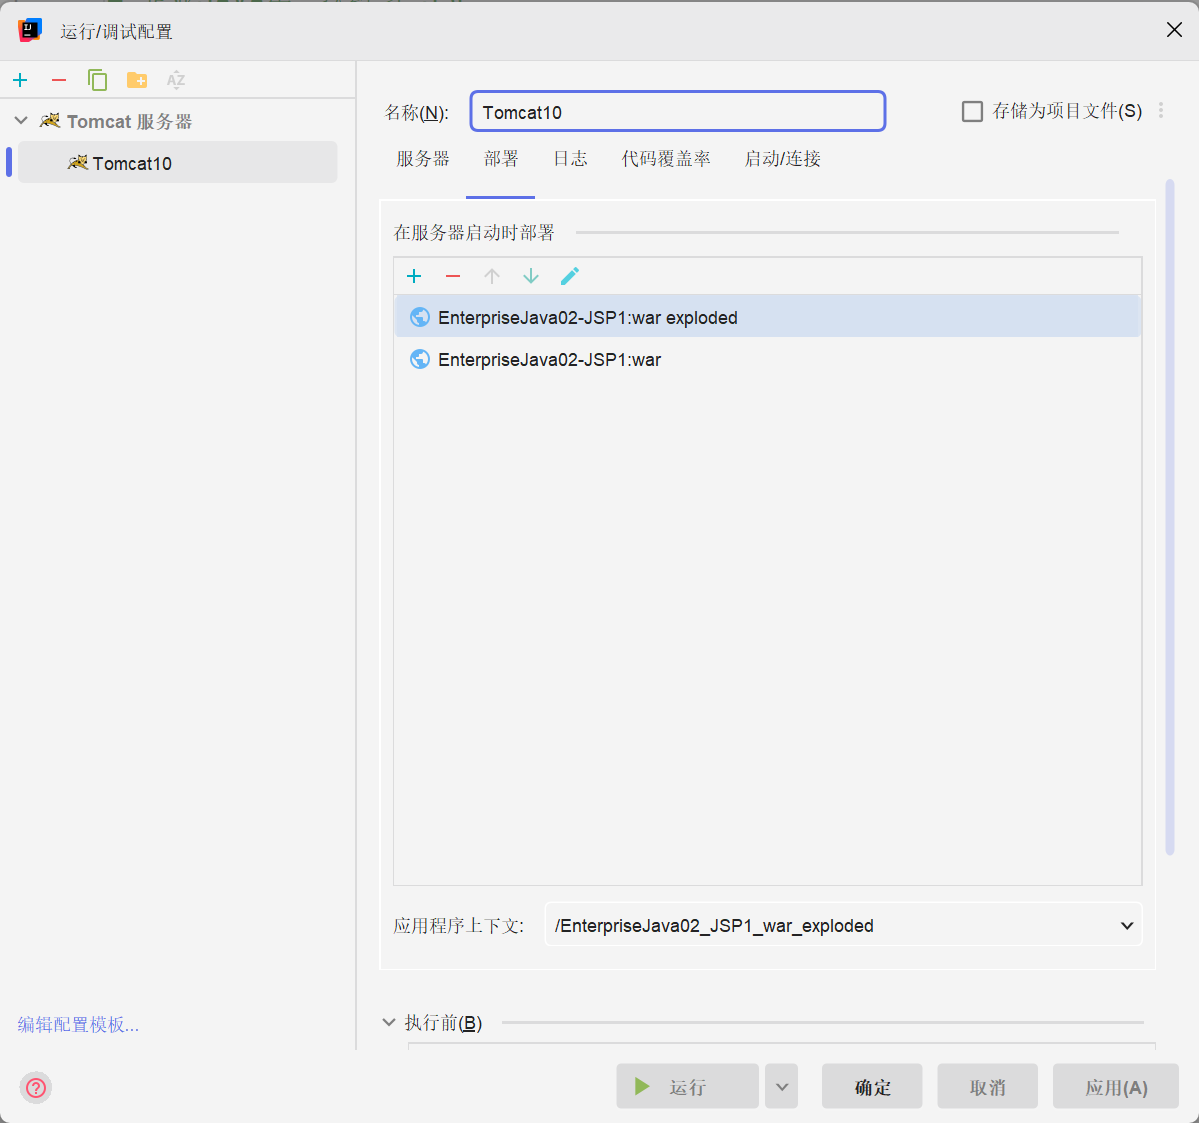 运行/调试配置
Tomcat 服务器
Tomcat10
编辑配置模板...
名称(N):
Tomcat10
存储为项目文件(S)
服务器 部署 日志 代码覆盖率 启动/连接
在服务器启动时部署
EnterpriseJava02-JSP1:war exploded
EnterpriseJava02-JSP1:war
应用程序上下文:
/EnterpriseJava02_JSP1_war_exploded
执行前(B)
运行 确定 取消 应用(A)